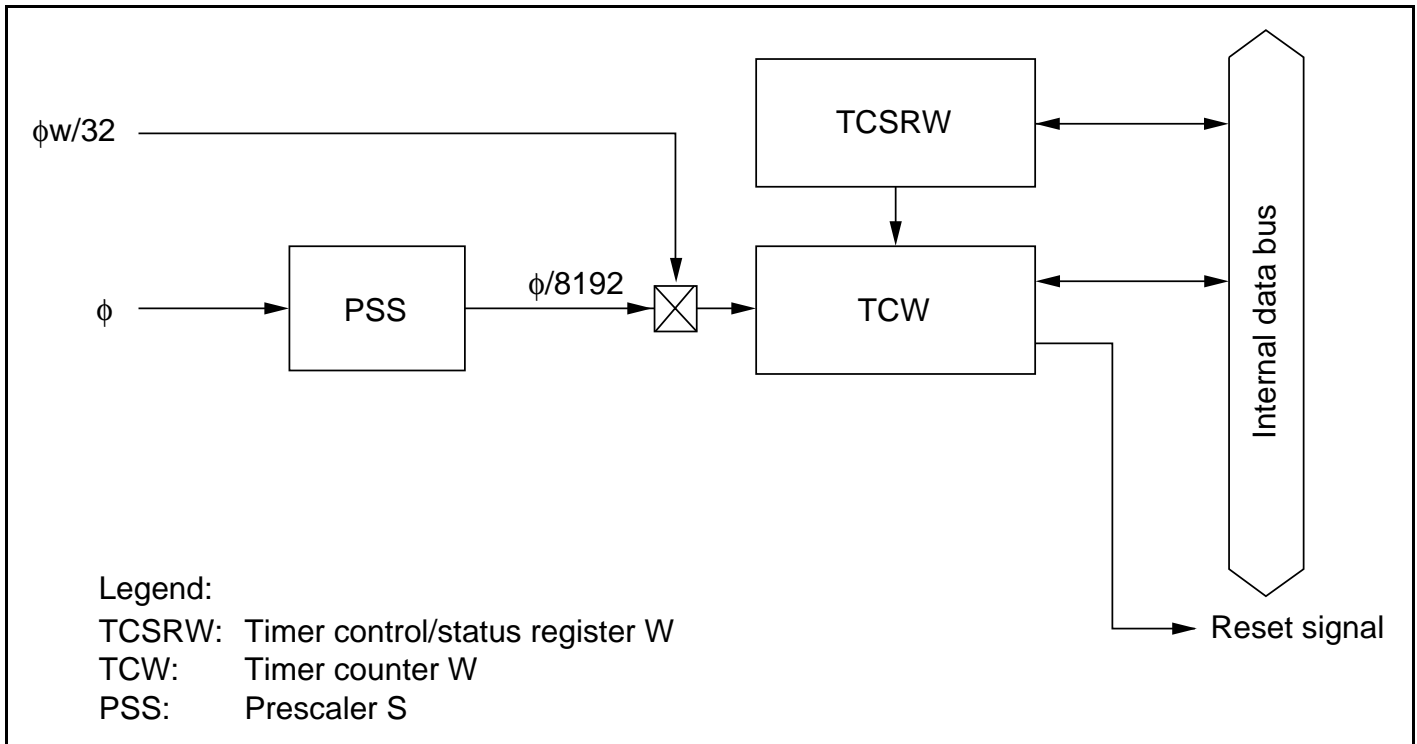 TCSRW
ϕw/32
Internal data bus
ϕ/8192
ϕ
PSS
TCW
Legend:
TCSRW: Timer control/status register W
TCW: Timer counter W
PSS: Prescaler S
Reset signal